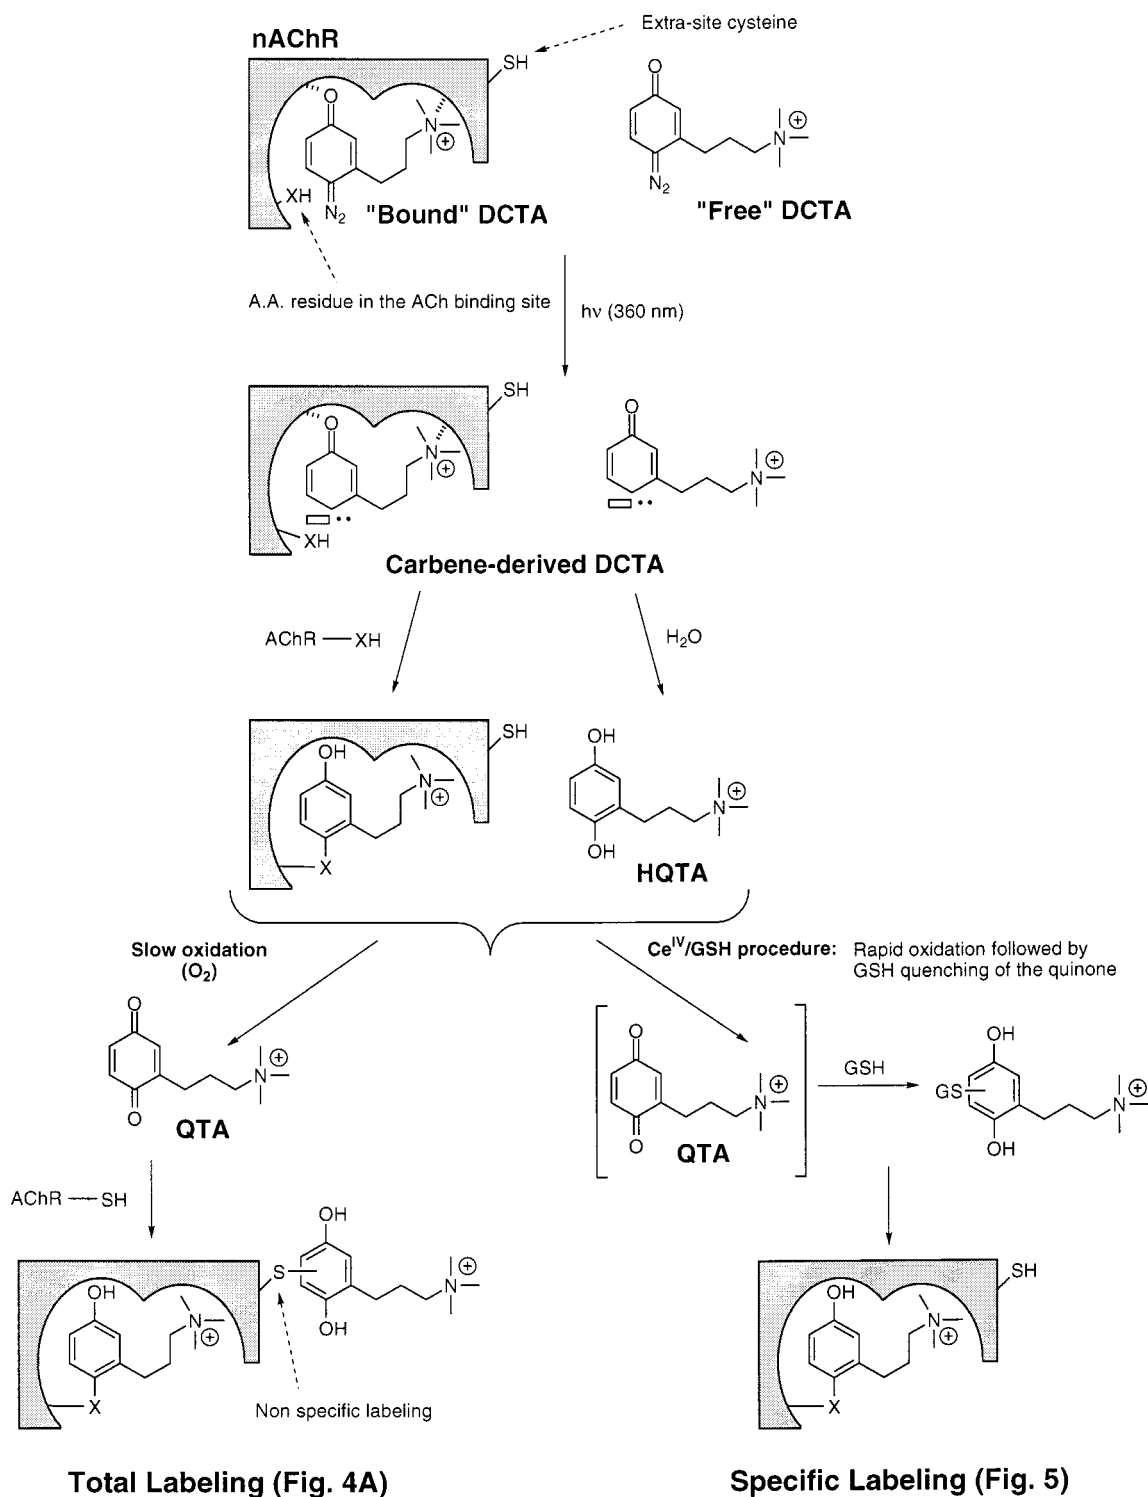 Extra-site cysteine
nAChR
SH
O
O
N
⊕
N
⊕
XH
N2
N2
"Bound" DCTA
"Free" DCTA
A.A. residue in the ACh binding site
hν (360 nm)
SH
O
O
N
⊕
N
⊕
XH
Carbene-derived DCTA
AChR — XH
H2O
SH
OH
OH
N
⊕
N
⊕
X
OH
HQTA
Slow oxidation
(O2)
CeIV/GSH procedure: Rapid oxidation followed by
GSH quenching of the quinone
O
N
⊕
O
QTA
O
N
⊕
O
QTA
GSH
OH
GS
N
⊕
OH
AChR — SH
OH
S
N
⊕
OH
OH
N
⊕
X
Non specific labeling
SH
OH
N
⊕
X
Total Labeling (Fig. 4A)
Specific Labeling (Fig. 5)